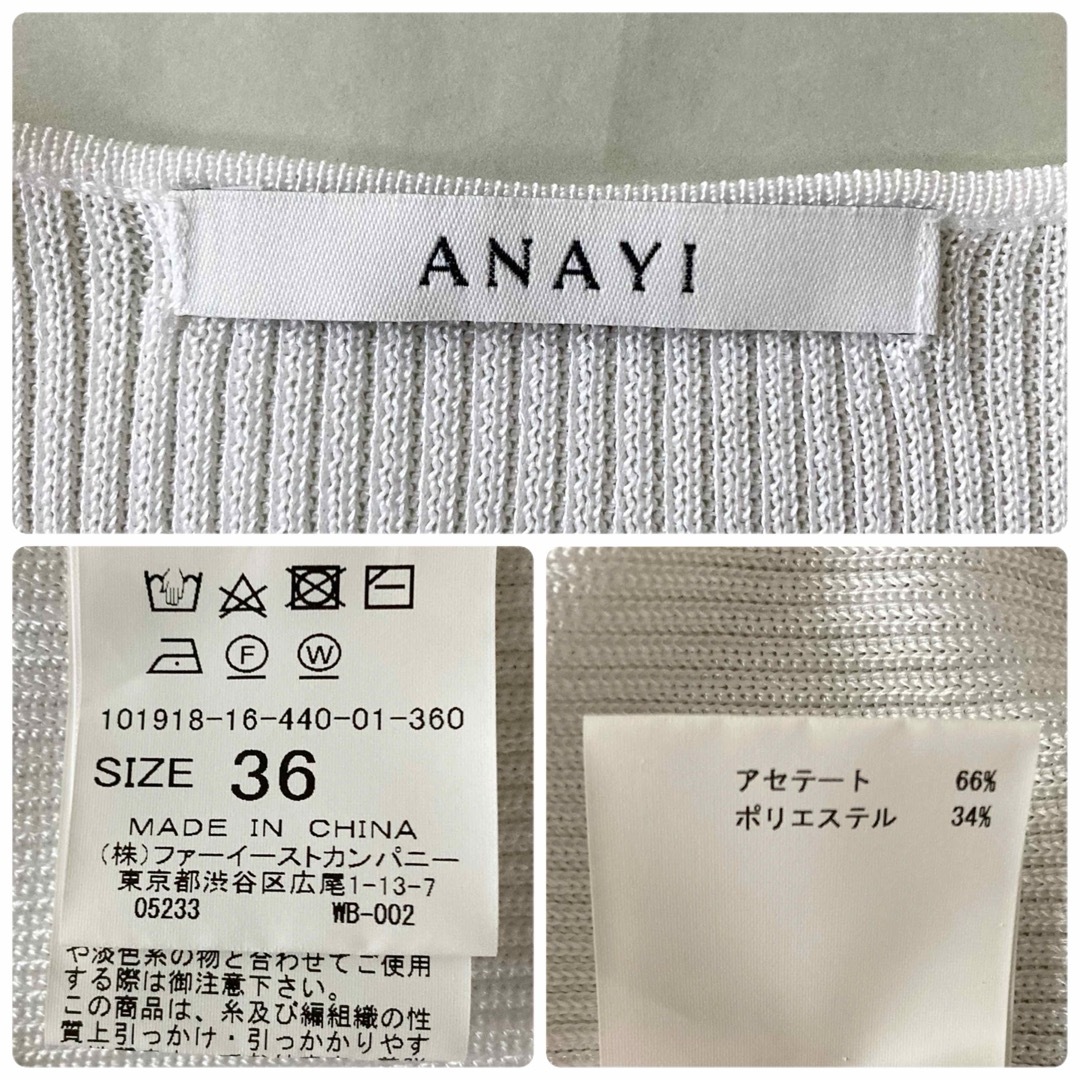 ANAYI
F W
101918-16-440-01-360
SIZE 36
MADE IN CHINA
(株)ファーイーストカンパニー
東京都渋谷区広尾1-13-7
05233 WB-002
や淡色系の物と合わせてご使用
する際は御注意下さい。
この商品は、糸及び編組織の性
質上引っかけ・引っかかりやす
アセテート 66%
ポリエステル 34%